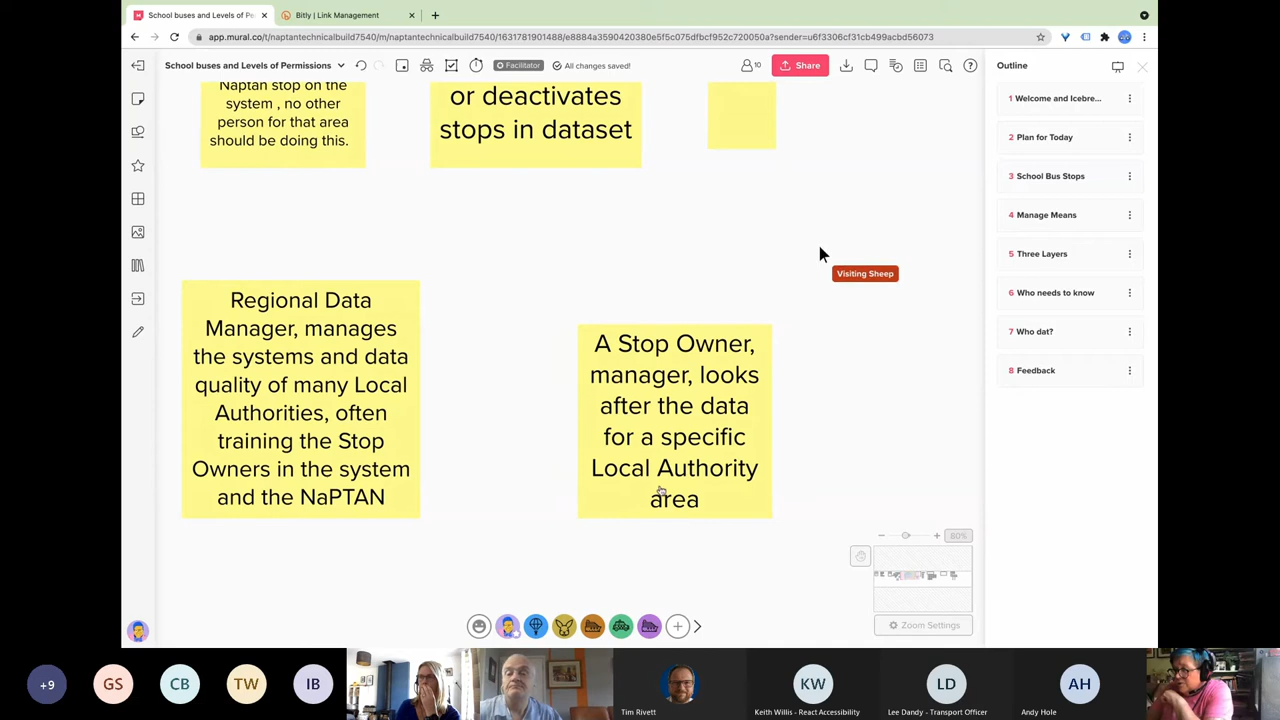 School buses and Levels of Pe
Bitly | Link Management
app.mural.co/t/naptantechnicalbuild7540/m/naptantechnicalbuild7540/1631781901488/e8884a3590420380e5f5c075dfbcf952c720050a?sender=u6f3306cf31cb499acbd56073
School buses and Levels of Permissions
Facilitator
All changes saved!
Share
Outline
1 Welcome and Icebre...
2 Plan for Today
3 School Bus Stops
4 Manage Means
5 Three Layers
6 Who needs to know
7 Who dat?
8 Feedback
Naptan stop on the
system , no other
person for that area
should be doing this.
or deactivates
stops in dataset
Visiting Sheep
Regional Data
Manager, manages
the systems and data
quality of many Local
Authorities, often
training the Stop
Owners in the system
and the NaPTAN
A Stop Owner,
manager, looks
after the data
for a specific
Local Authority
area
80%
Zoom Settings
+9
GS
CB
TW
IB
Tim Rivett
KW
Keith Willis - React Accessibility
LD
Lee Dandy - Transport Officer
AH
Andy Hole